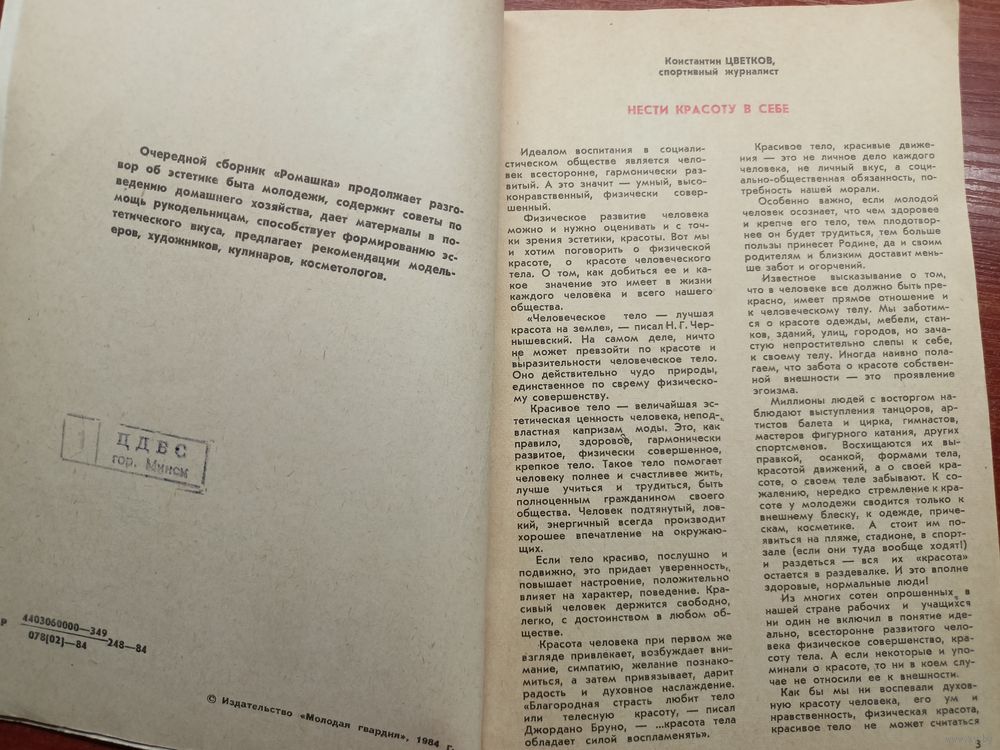 Очередной сборник «Ромашка» продолжает разго-
вор об эстетике быта молодежи, содержит советы по
ведению домашнего хозяйства, дает материалы в по-
мощь рукодельницам, способствует формированию эс-
тетического вкуса, предлагает рекомендации модель-
еров, художников, кулинаров, косметологов.
1
ЦДБС
гор. Минск
Р 4403060000—349
078(02)—84
248—84
© Издательство «Молодая гвардия», 1984 г.
Константин ЦВЕТКОВ,
спортивный журналист
НЕСТИ КРАСОТУ В СЕБЕ
Идеалом воспитания в социали-
стическом обществе является чело-
век всесторонне, гармонически раз-
витый. А это значит — умный, высо-
конравственный, физически совер-
шенный.
Физическое развитие человека
можно и нужно оценивать и с точ-
ки зрения эстетики, красоты. Вот мы
и хотим поговорить о физической
красоте, о красоте человеческого
тела. О том, как добиться ее и ка-
кое значение это имеет в жизни
каждого человека и всего нашего
общества.
«Человеческое тело — лучшая
красота на земле», — писал Н. Г. Чер-
нышевский. На самом деле, ничто
не может превзойти по красоте и
выразительности человеческое тело.
Оно действительно чудо природы,
единственное по своему физическо-
му совершенству.
Красивое тело — величайшая эс-
тетическая ценность человека, непод-
властная капризам моды. Это, как
правило, здоровое, гармонически
развитое, физически совершенное,
крепкое тело. Такое тело помогает
человеку полнее и счастливее жить,
лучше учиться и трудиться, быть
полноценным гражданином своего
общества. Человек подтянутый, лов-
кий, энергичный всегда производит
хорошее впечатление на окружаю-
щих.
Если тело красиво, послушно и
подвижно, это придает уверенность,
повышает настроение, положительно
влияет на характер, поведение. Кра-
сивый человек держится свободно,
легко, с достоинством в любом об-
ществе.
Красота человека при первом же
взгляде привлекает, возбуждает вни-
мание, симпатию, желание познако-
миться, а затем привязывает, дарит
радость и духовное наслаждение.
«Благородная страсть любит тело
или телесную красоту, — писал
Джордано Бруно, — ...красота тела
обладает силой воспламенять».
Красивое тело, красивые движе-
ния — это не личное дело каждого
человека, не личный вкус, а социа-
льно-общественная обязанность, по-
требность нашей морали.
Особенно важно, если молодой
человек осознает, что чем здоровее
и крепче его тело, тем плодотвор-
нее он будет трудиться, тем больше
пользы принесет Родине, да и своим
родителям и близким доставит мень-
ше забот и огорчений.
Известное высказывание о том,
что в человеке все должно быть пре-
красно, имеет прямое отношение и
к человеческому телу. Мы заботим-
ся о красоте одежды, мебели, стан-
ков, зданий, улиц, городов, но зача-
стую непростительно слепы к себе,
к своему телу. Иногда наивно пола-
гаем, что забота о красоте собствен-
ной внешности — это проявление
эгоизма.
Миллионы людей с восторгом на-
блюдают выступления танцоров, ар-
тистов балета и цирка, гимнастов,
мастеров фигурного катания, других
спортсменов. Восхищаются их вы-
правкой, осанкой, формами тела,
красотой движений, а о своей кра-
соте, о своем теле забывают. К со-
жалению, нередко стремление к кра-
соте у молодежи сводится только к
внешнему блеску, к одежде, приче-
скам, косметике. А стоит им по-
явиться на пляже, стадионе, в спорт-
зале (если они туда вообще ходят!)
и раздеться — вся их «красота»
остается в раздевалке. И это вполне
здоровые, нормальные люди!
Из многих сотен опрошенных в
нашей стране рабочих и учащихся
ни один не включил в понятие иде-
ально, всесторонне развитого чело-
века физическое совершенство, кра-
соту тела. А если некоторые и упо-
минали о красоте, то ни в коем слу-
чае не относили ее к внешности.
Как бы мы ни воспевали духов-
ную красоту человека, его ум и
нравственность, физическая красота,
красивое тело не может считаться
3